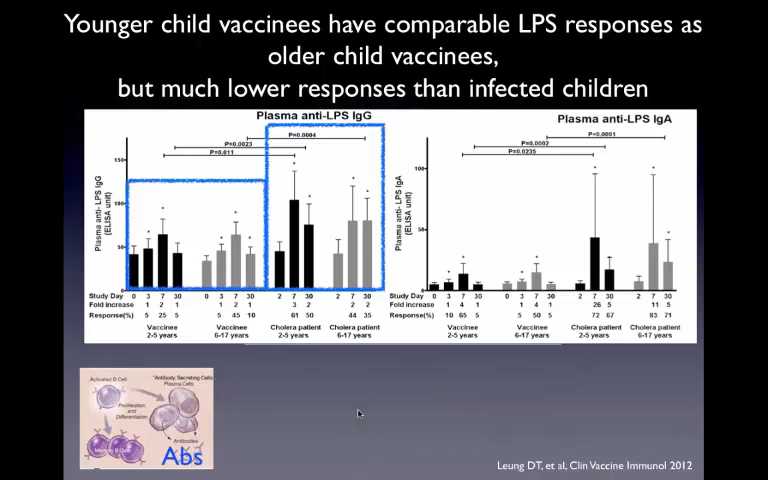 Younger child vaccinees have comparable LPS responses as
older child vaccinees,
but much lower responses than infected children
Plasma anti-LPS IgG
P=0.0004
P=0.0023
P=0.011
Plasma anti- LPS IgG
(ELISA unit)
150
100
50
0
Study Day 0 3 7 30 0 3 7 30 2 7 30 2 7 30
Fold increase 1 2 1 1 2 1 3 2 2 2
Response(%) 5 25 5 5 45 10 61 50 44 35
Vaccinee
2-5 years
Vaccinee
6-17 years
Cholera patient
2-5 years
Cholera patient
6-17 years
Plasma anti-LPS IgA
P<0.0001
P=0.0002
P=0.0235
Plasma anti- LPS IgA
(ELISA unit)
100
50
0
Study Day 0 3 7 30 0 3 7 30 2 7 30 2 7 30
Fold increase 1 4 1 1 4 1 26 5 11 5
Response(%) 10 65 5 5 50 5 72 67 83 71
Vaccinee
2-5 years
Vaccinee
6-17 years
Cholera patient
2-5 years
Cholera patient
6-17 years
Activated B Cell
Antibody Secreting Cells
Plasma Cells
Proliferation
and
Differentiation
Antibodies
Memory B Cells
Abs
Leung DT, et al, Clin Vaccine Immunol 2012